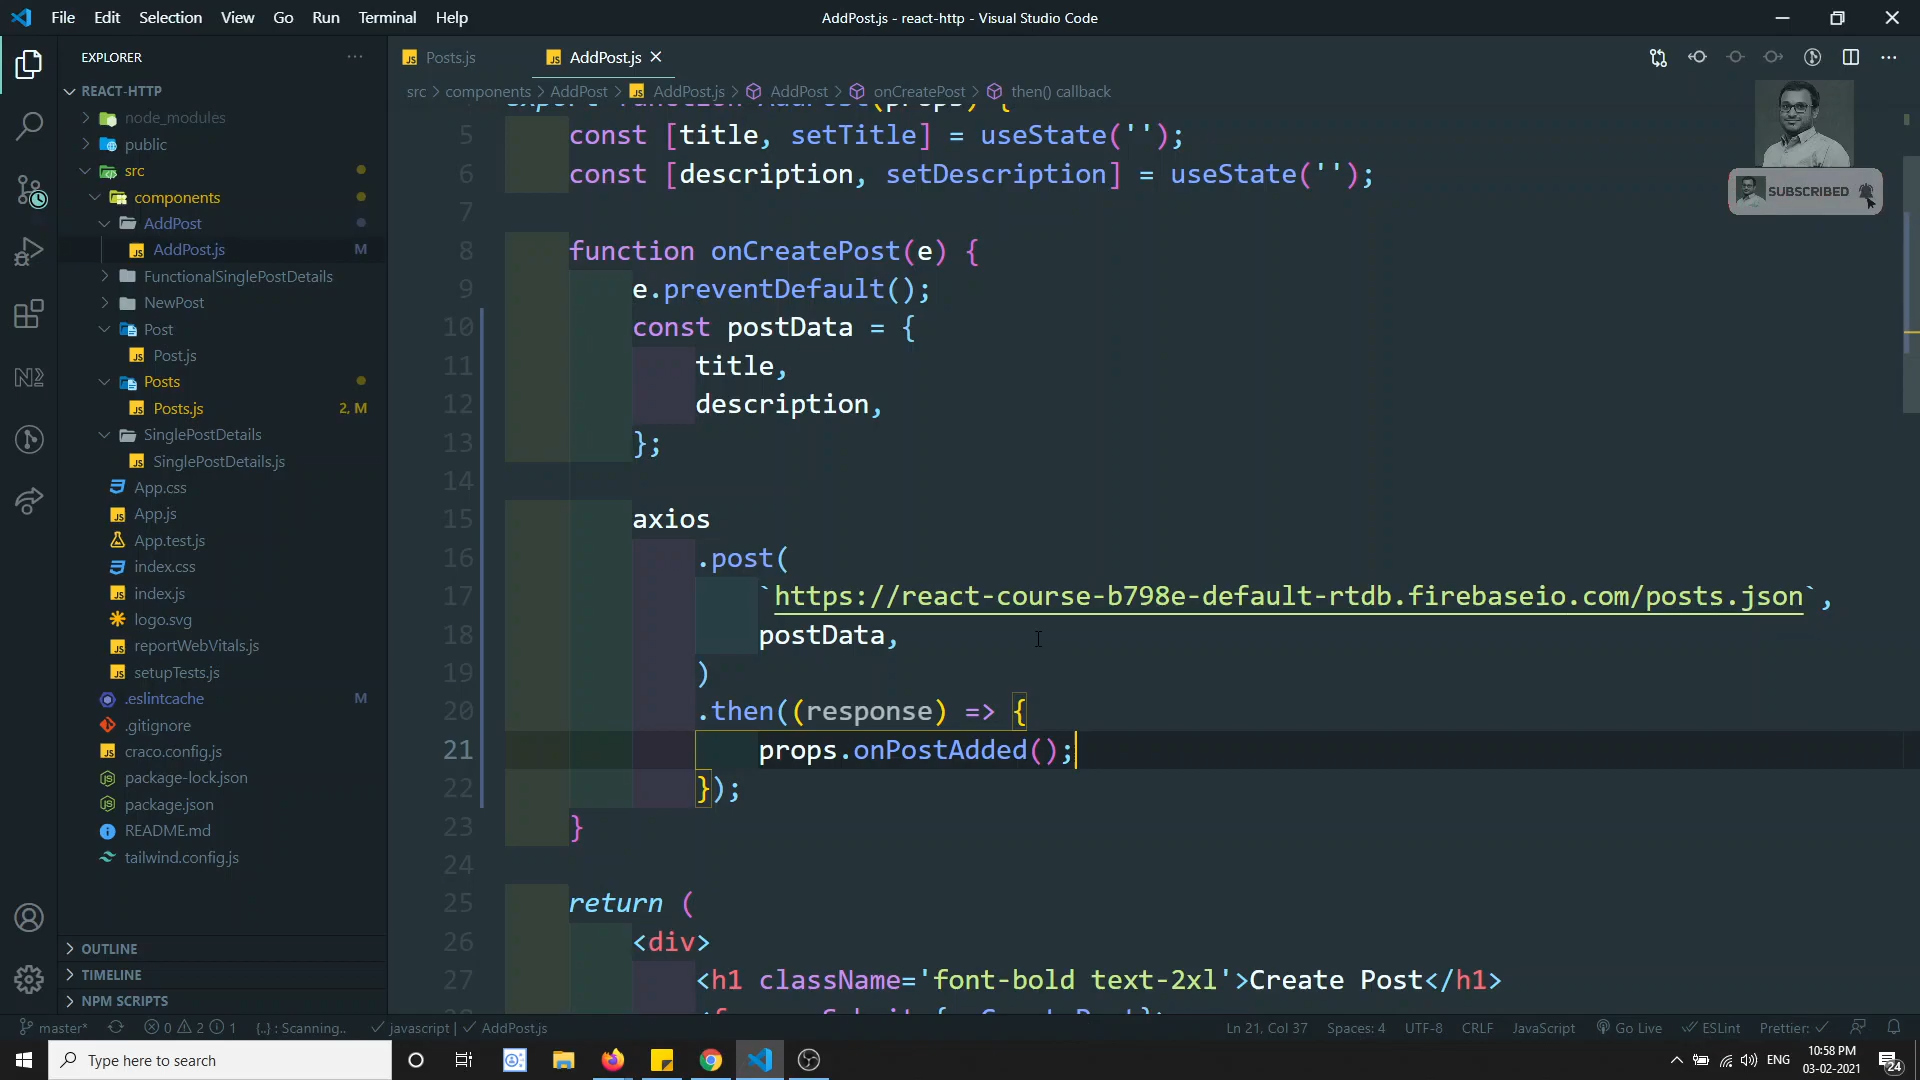 File Edit Selection View Go Run Terminal Help
AddPost.js - react-http - Visual Studio Code
EXPLORER
REACT-HTTP
node_modules
public
src
components
AddPost
AddPost.js M
FunctionalSinglePostDetails
NewPost
Post
Post.js
Posts
Posts.js 2, M
SinglePostDetails
SinglePostDetails.js
App.css
App.js
App.test.js
index.css
index.js
logo.svg
reportWebVitals.js
setupTests.js
.eslintcache M
.gitignore
craco.config.js
package-lock.json
package.json
README.md
tailwind.config.js
OUTLINE
TIMELINE
NPM SCRIPTS
Posts.js
AddPost.js
src > components > AddPost > AddPost.js > AddPost > onCreatePost > then() callback
SUBSCRIBED
export function AddPost(props) {
5 const [title, setTitle] = useState('');
6 const [description, setDescription] = useState('');
7
8 function onCreatePost(e) {
9 e.preventDefault();
10 const postData = {
11 title,
12 description,
13 };
14
15 axios
16 .post(
17 `https://react-course-b798e-default-rtdb.firebaseio.com/posts.json`,
18 postData,
19 )
20 .then((response) => {
21 props.onPostAdded();
22 });
23 }
24
25 return (
26 <div>
27 <h1 className='font-bold text-2xl'>Create Post</h1>
master* 0 2 1 {..} : Scanning.. javascript | AddPost.js
Ln 21, Col 37 Spaces: 4 UTF-8 CRLF JavaScript Go Live ESLint Prettier:
Type here to search
ENG
10:58 PM
03-02-2021
24